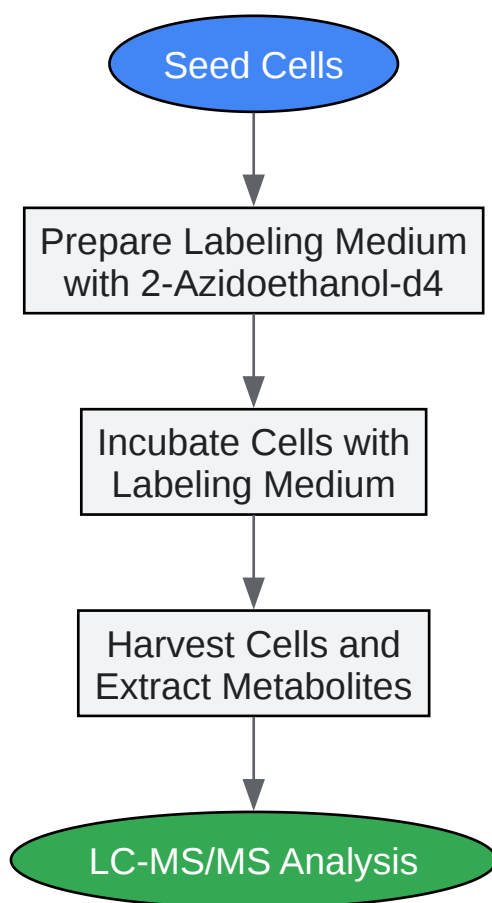 Seed Cells
Prepare Labeling Medium
with 2-Azidoethanol-d4
Incubate Cells with
Labeling Medium
Harvest Cells and
Extract Metabolites
LC-MS/MS Analysis